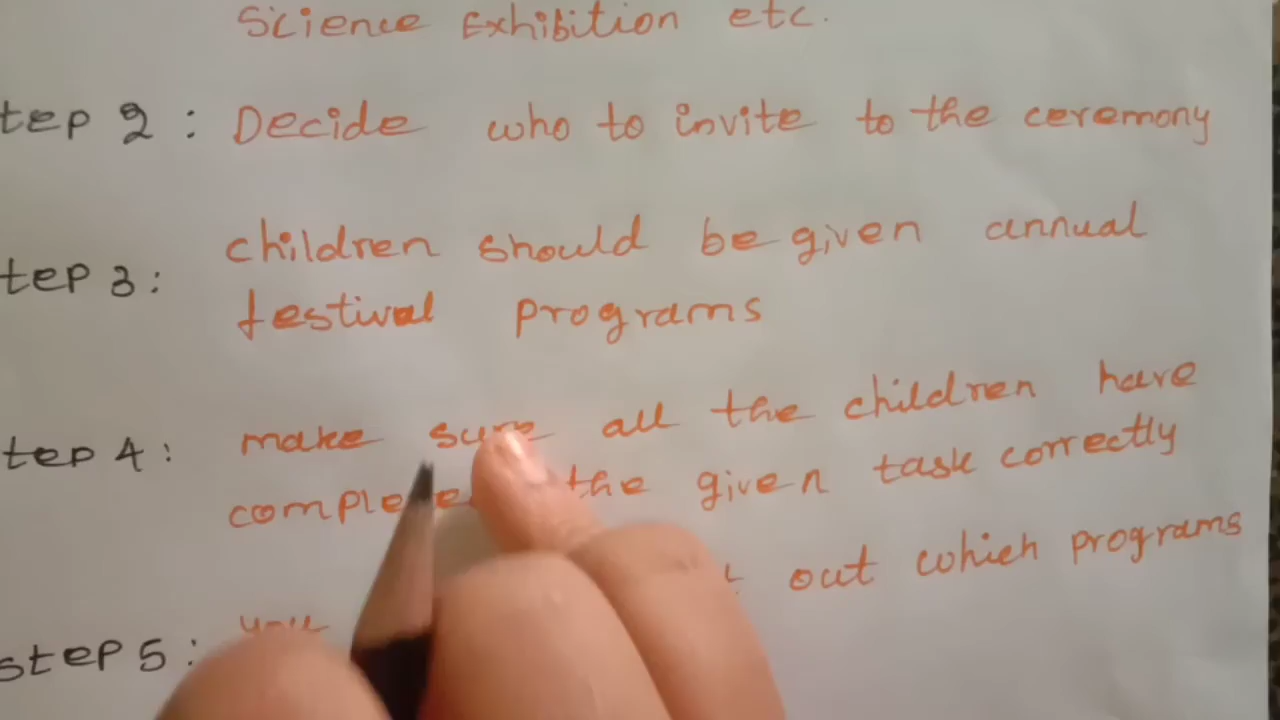 Science Exhibition etc.
tep 2 : Decide who to invite to the ceremony
children should be given annual
tep 3 :
festival programs
make sure all the children have
tep 4 :
the given task correctly
out which programs
step 5 : you